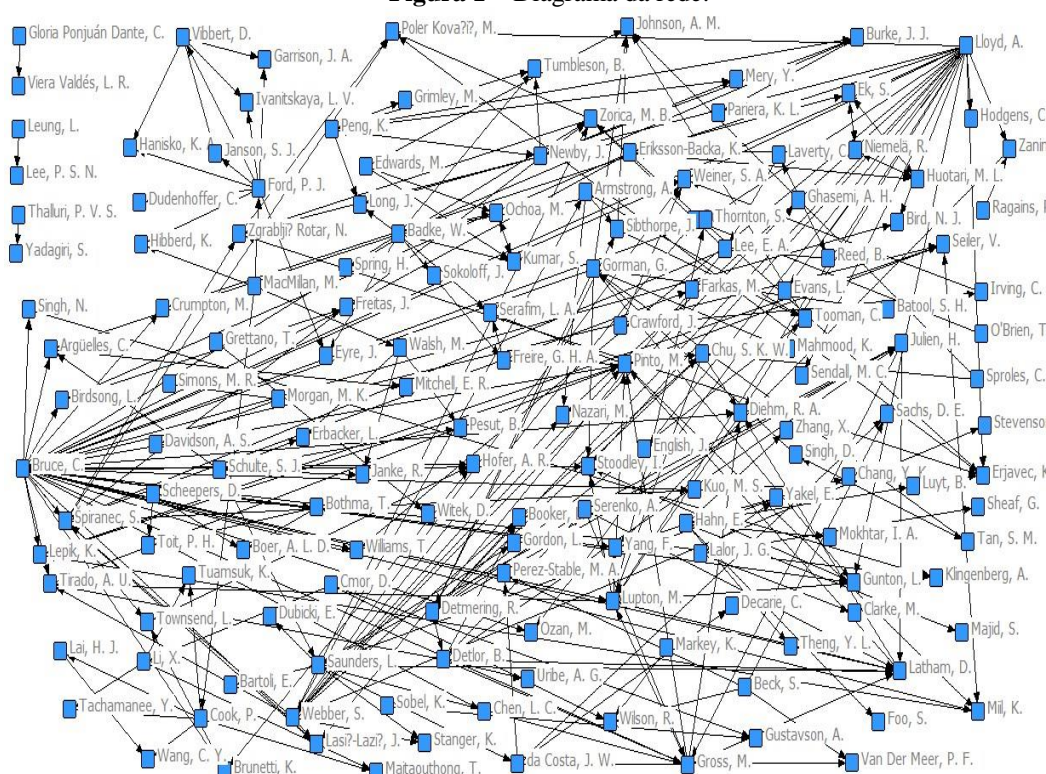 Figura 1 – Diagrama da rede.
Gloria Ponjuán Dante, C.
Vibbert, D.
Poler Kova?i?, M.
Johnson, A. M.
Burke, J. J.
Lloyd, A.
Garrison, J. A.
Viera Valdés, L. R.
Tumbleson, B.
Mery, Y.
Ek, S.
Ivanitskaya, L. V.
Grimley, M.
Pariera, K. L.
Hodgens, C.
Zorica, M. B.
Leung, L.
Peng, K.
Hanisko, K. A.
Janson, S. J.
Newby, J.
Eriksson-Backa, K.
Laverty, C.
Niemelä, R.
Zanin
Lee, P. S. N.
Edwards, M.
Weiner, S. A.
Huotari, M. L.
Ford, P. J.
Armstrong, A.
Ghasemi, A. H.
Dudenhoffer, C.
Long, J.
Ochoa, M.
Ragains,
Thalluri, P. V. S.
Sibthorpe, J.
Thornton, S.
Bird, N. J.
Zgrablji? Rotar, N.
Badke, W.
Hibberd, K.
Lee, E. A.
Seiler, V.
Yadagiri, S.
Kumar, S.
Reed, B.
Spring, H.
Sokoloff, J.
Gorman, G.
MacMillan, M.
Farkas, M.
Evans, L.
Irving, C.
Singh, N.
Crumpton, M.
Freitas, J.
Serafim, L. A.
Batool, S. H.
Tooman, C.
Crawford, J.
O'Brien, T.
Grettano, T.
Argüelles, C.
Walsh, M.
Mahmood, K.
Julien, H.
Eyre, J.
Freire, G. H. A.
Pinto, M.
Chu, S. K. W.
Sendall, M. C.
Sproles, C.
Simons, M. R.
Mitchell, E. R.
Birdsong, L.
Morgan, M. K.
Nazari, M.
Diehm, R. A.
Sachs, D. E.
Stevenson
Pesut, B.
Zhang, X.
Erbacker, L.
Davidson, A. S.
English, J.
Singh, D.
Bruce, C.
Schulte, S. J.
Janke, R.
Hofer, A. R.
Stoodley, I.
Chang, Y. K.
Erjavec, K
Luyt, B.
Scheepers, D.
Kuo, M. S.
Yakel, E.
Bothma, T.
Witek, D.
Booker, L.
Serenko, A.
Sheaf, G.
Špiranec, S.
Hahn, E.
Mokhtar, I. A.
Toit, P. H.
Boer, A. L. D.
Williams, T.
Gordon, L.
Yang, F.
Lalor, J. G.
Tan, S. M.
Lepik, K.
Tirado, A. U.
Tuamsuk, K.
Cmor, D.
Perez-Stable, M. A.
Gunton, L.
Klingenberg, A.
Lupton, M.
Decane, C.
Clarke, M.
Townsend, L.
Dubicki, E.
Detmering, R.
Ozan, M.
Majid, S.
Lai, H. J.
Markey, K.
Theng, Y. L.
Li, X.
Saunders, L.
Detlor, B.
Latham, D.
Bartoli, E.
Uribe, A. G.
Beck, S.
Tachamanee, Y.
Sobel, K.
Chen, L. C.
Mil, K.
Cook, P.
Webber, S.
Wilson, R.
Foo, S.
Lasi?-Lazi?, J.
Stanger, K.
Gustavson, A.
Wang, C. Y.
da Costa, J. W.
Gross, M.
Van Der Meer, P. F.
Brunetti, K.
Maitaouthong, T.